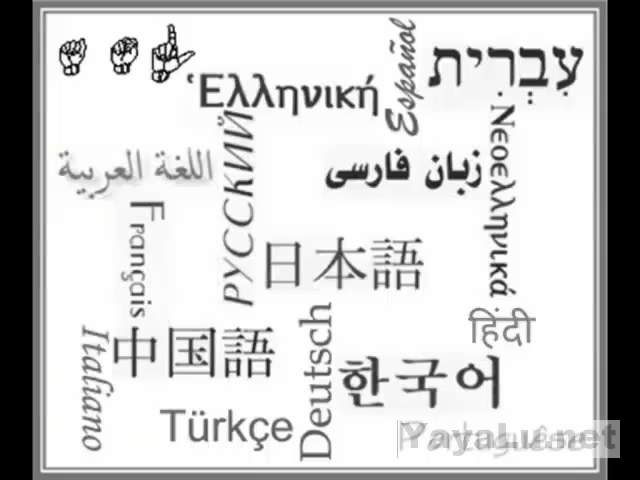 Ἑλληνική
Español
עִבְרִית
اللغة العربية
РУССКИЙ
زبان فارسی
Νεοελληνικά
Français
日本語
हिंदी
Italiano
中国語
Deutsch
한국어
Türkçe
Yayalu.net